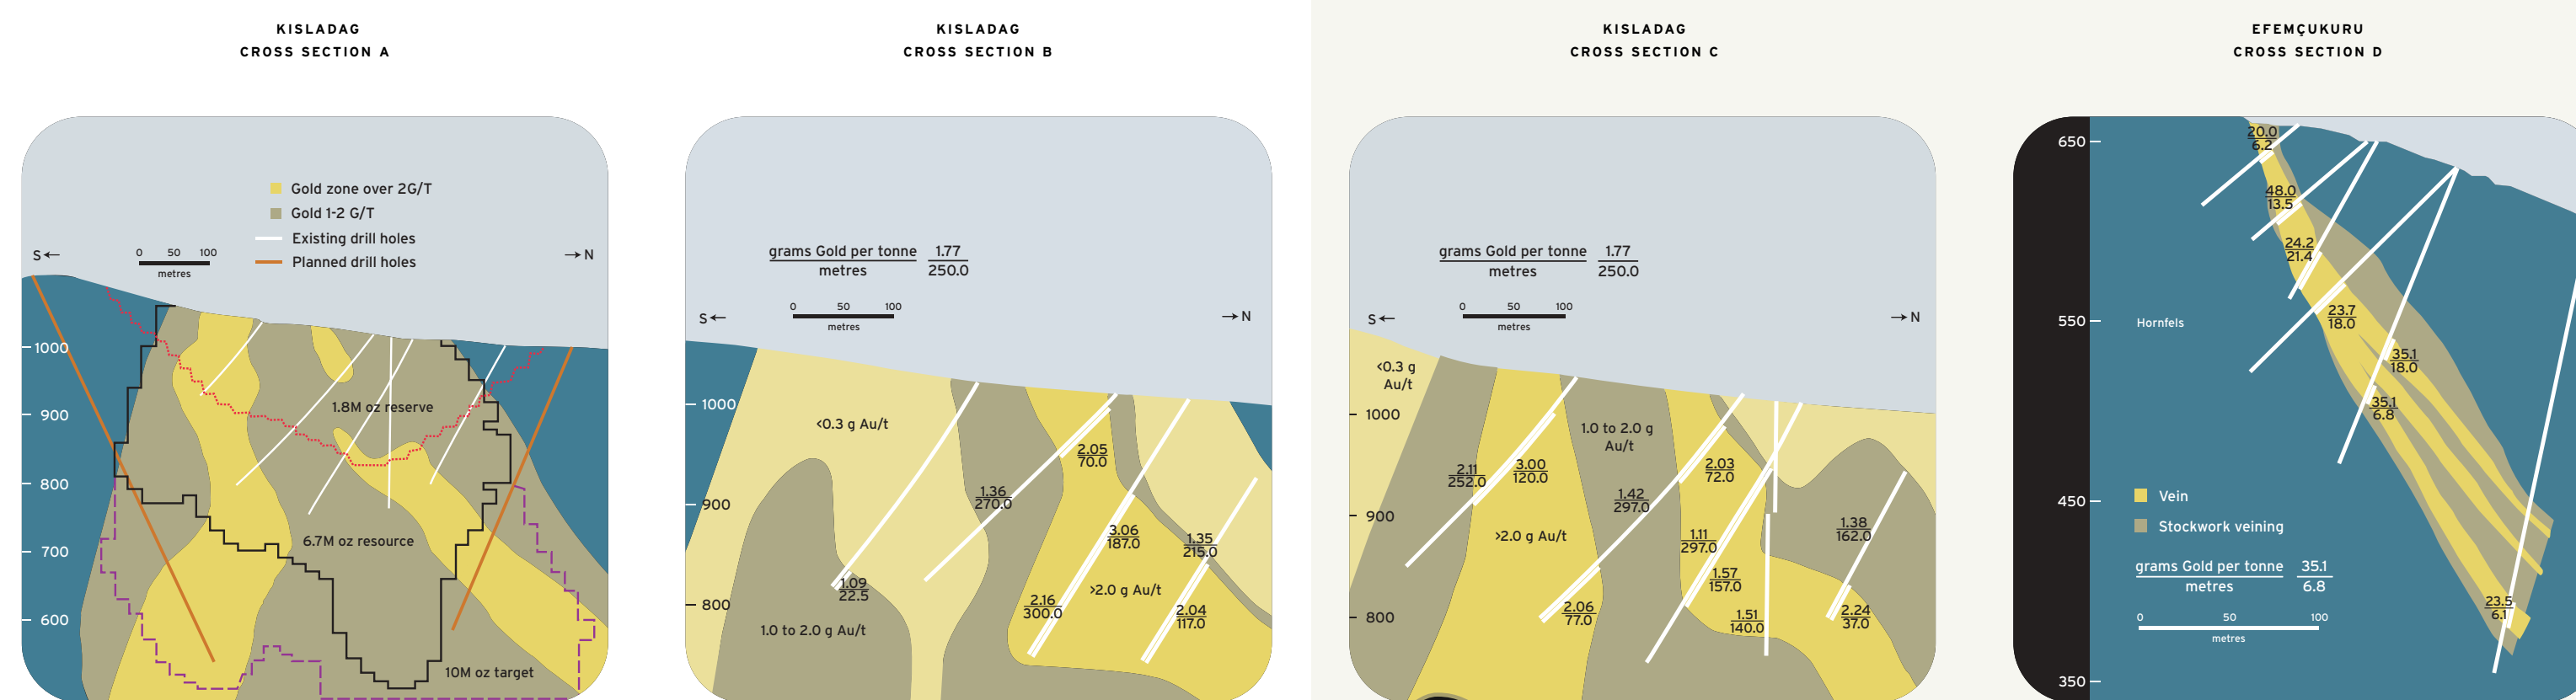 KISLADAG
CROSS SECTION A
Gold zone over 2G/T
Gold 1-2 G/T
Existing drill holes
Planned drill holes
S←
0 50 100
metres
→N
1000
900
800
700
600
1.8M oz reserve
6.7M oz resource
10M oz target
KISLADAG
CROSS SECTION B
grams Gold per tonne 1.77
metres 250.0
0 50 100
metres
S←
→N
1000
900
800
<0.3 g Au/t
2.05
70.0
1.36
270.0
3.06
187.0
1.35
215.0
1.09
22.5
>2.0 g Au/t
2.16
300.0
2.04
117.0
1.0 to 2.0 g Au/t
KISLADAG
CROSS SECTION C
grams Gold per tonne 1.77
metres 250.0
0 50 100
metres
S←
→N
<0.3 g
Au/t
1000
900
800
1.0 to 2.0 g
Au/t
2.11
252.0
3.00
120.0
2.03
72.0
1.42
297.0
>2.0 g Au/t
1.11
297.0
1.38
162.0
1.57
157.0
2.06
77.0
1.51
140.0
2.24
37.0
EFEMÇUKURU
CROSS SECTION D
650
550
450
350
20.0
6.2
48.0
13.5
24.2
21.4
23.7
18.0
Hornfels
35.1
18.0
35.1
6.8
Vein
Stockwork veining
grams Gold per tonne 35.1
metres 6.8
0 50 100
metres
23.5
6.1